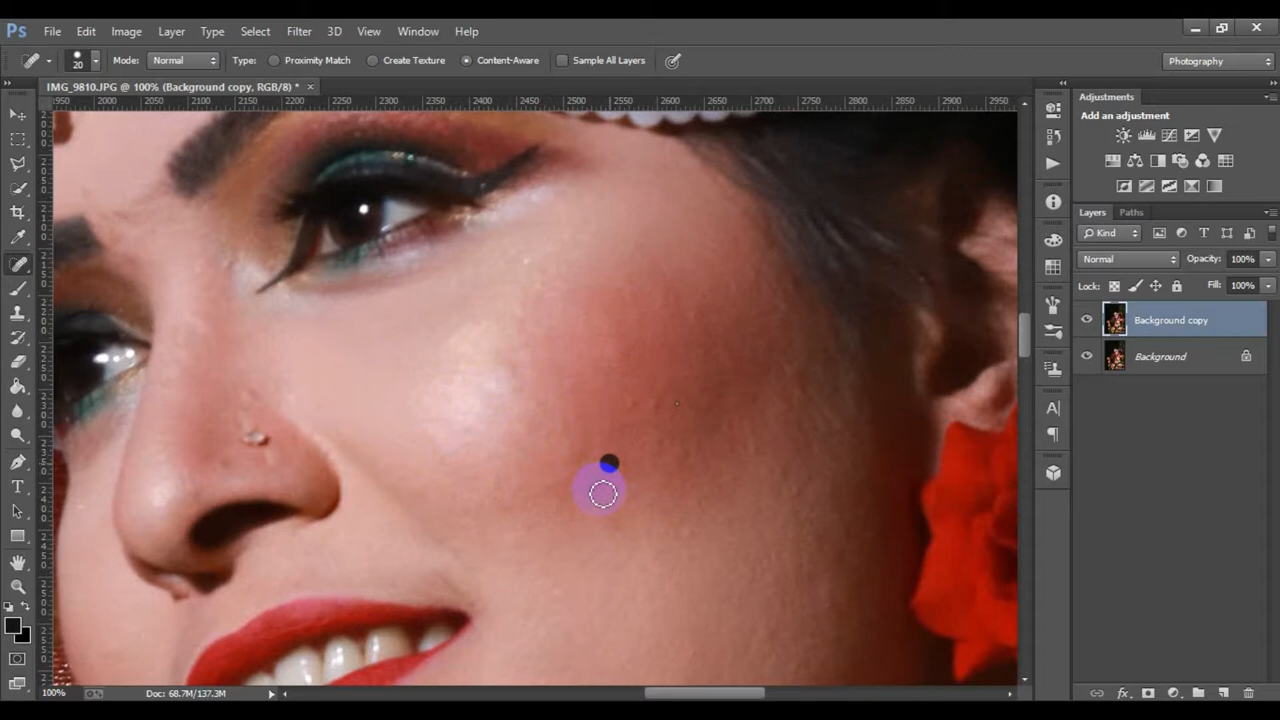 Ps File Edit Image Layer Type Select Filter 3D View Window Help
20 Mode: Normal Type: Proximity Match Create Texture Content-Aware Sample All Layers Photography
IMG_9810.JPG @ 100% (Background copy, RGB/8) * ×
1950 2000 2050 2100 2150 2200 2250 2300 2350 2400 2450 2500 2550 2600 2650 2700 2750 2800 2850 2900 2950
Adjustments
Add an adjustment
Layers Paths
Kind T
Normal Opacity: 100%
Lock: Fill: 100%
Background copy
Background
A
T
100% Doc: 68.7M/137.3M
fx